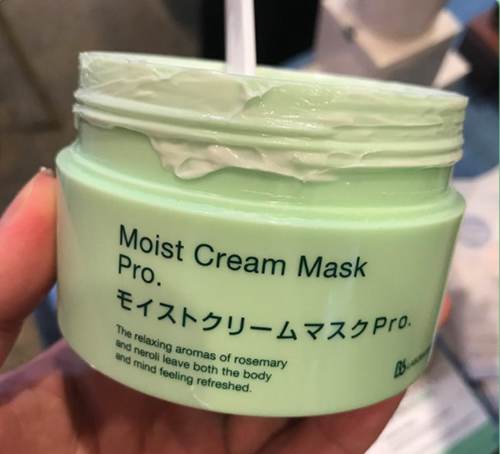 Moist Cream Mask
Pro.
モイストクリームマスクPro.
The relaxing aromas of rosemary
and neroli leave both the body
and mind feeling refreshed.